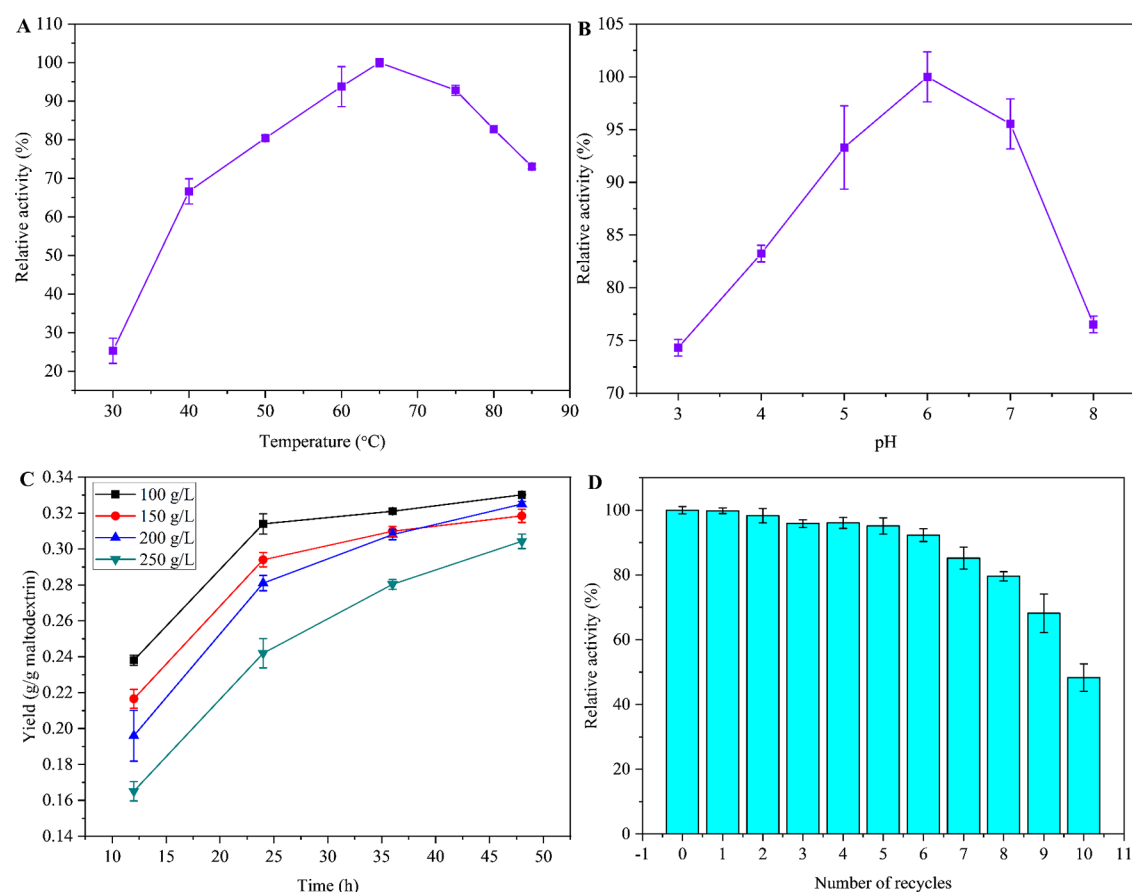 A
Relative activity (%)
110
100
90
80
70
60
50
40
30
20
30 40 50 60 70 80 90
Temperature (°C)
B
Relative activity (%)
105
100
95
90
85
80
75
70
3 4 5 6 7 8
pH
C
Yield (g/g maltodextrin)
0.34
0.32
0.30
0.28
0.26
0.24
0.22
0.20
0.18
0.16
0.14
100 g/L
150 g/L
200 g/L
250 g/L
10 15 20 25 30 35 40 45 50
Time (h)
D
Relative activity (%)
100
80
60
40
20
0
-1 0 1 2 3 4 5 6 7 8 9 10 11
Number of recycles